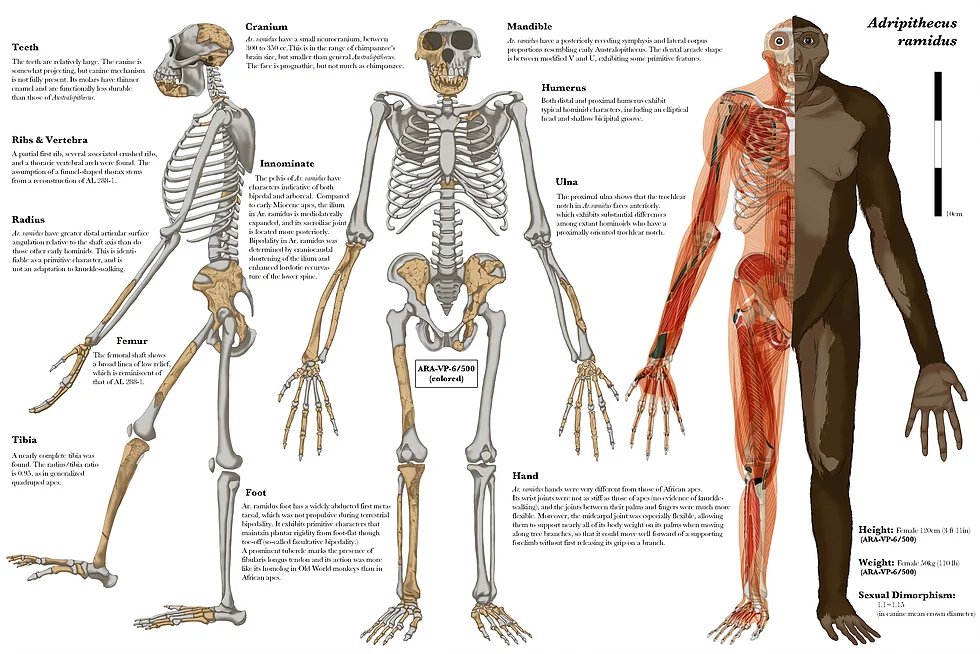 Adripithecus
ramidus
Teeth
The teeth are relatively large. The canine is
somewhat projecting, but canine mechanism
is not fully present. Its molars have thinner
enamel and are functionally less durable
than those of Australopithecus.
Ribs & Vertebra
A partial first rib, several associated crushed ribs,
and a thoracic vertebral arch were found. The
assumption of a funnel-shaped thorax stems
from a reconstruction of AL 288-1.
Radius
Ar. ramidus have greater distal articular surface
angulation relative to the shaft axis than do
those other early hominids. This is identi-
fiable as a primitive character, and is
not an adaptation to knuckle-walking.
Femur
The femoral shaft shows
a broad linea of low relief,
which is reminiscent of
that of AL 288-1.
Tibia
A nearly complete tibia was
found. The radius/tibia ratio
is 0.95, as in generalized
quadruped apes.
Cranium
Ar. ramidus have a small neurocranium, between
300 to 350 cc. This is in the range of chimpanzee's
brain size, but smaller than general Australopithecus.
The face is prognathic, but not much as chimpanzee.
Innominate
The pelvis of Ar. ramidus have
characters indicative of both
bipedal and arboreal. Compared
to early Miocene apes, the ilium
in Ar. ramidus is mediolaterally
expanded, and its sacroiliac joint
is located more posteriorly.
Bipedality in Ar. ramidus was
determined by craniocaudal
shortening of the ilium and
enhanced lordotic recurva-
ture of the lower spine.
ARA-VP-6/500
(colored)
Foot
Ar. ramidus foot has a widely abducted first meta-
tarsal, which was not propulsive during terrestrial
bipedality. It exhibits primitive characters that
maintain plantar rigidity from foot-flat though
toe-off (so-called facultative bipedality.)
A prominent tubercle marks the presence of
fibularis longus tendon and its action was more
like its homolog in Old World monkeys than in
African apes.
Mandible
Ar. ramidus have a posteriorly receding symphysis and lateral corpus
proportions resembling early Australopithecus. The dental arcade shape
is between modified V and U, exhibiting some primitive features.
Humerus
Both distal and proximal humerus exhibit
typical hominid characters, including an elliptical
head and shallow bicipital groove.
Ulna
The proximal ulna shows that the trochlear
notch in Ar. ramidus faces anteriorly,
which exhibits substantial differences
among extant hominoids who have a
proximally oriented trochlear notch.
Hand
Ar. ramidus hands were very different from those of African apes.
Its wrist joints were not as stiff as those of apes (no evidence of knuckle-
walking), and the joints between their palms and fingers were much more
flexible. Moreover, the midcarpal joint was especially flexible, allowing
them to support nearly all of its body weight on its palms when moving
along tree branches, so that it could move well forward of a supporting
forelimb without first releasing its grip on a branch.
10cm
Height: Female 120cm (3 ft 11in)
(ARA-VP-6/500)
Weight: Female 50kg (110 lb)
(ARA-VP-6/500)
Sexual Dimorphism:
1.1~1.15
(in canine mean crown diameter)